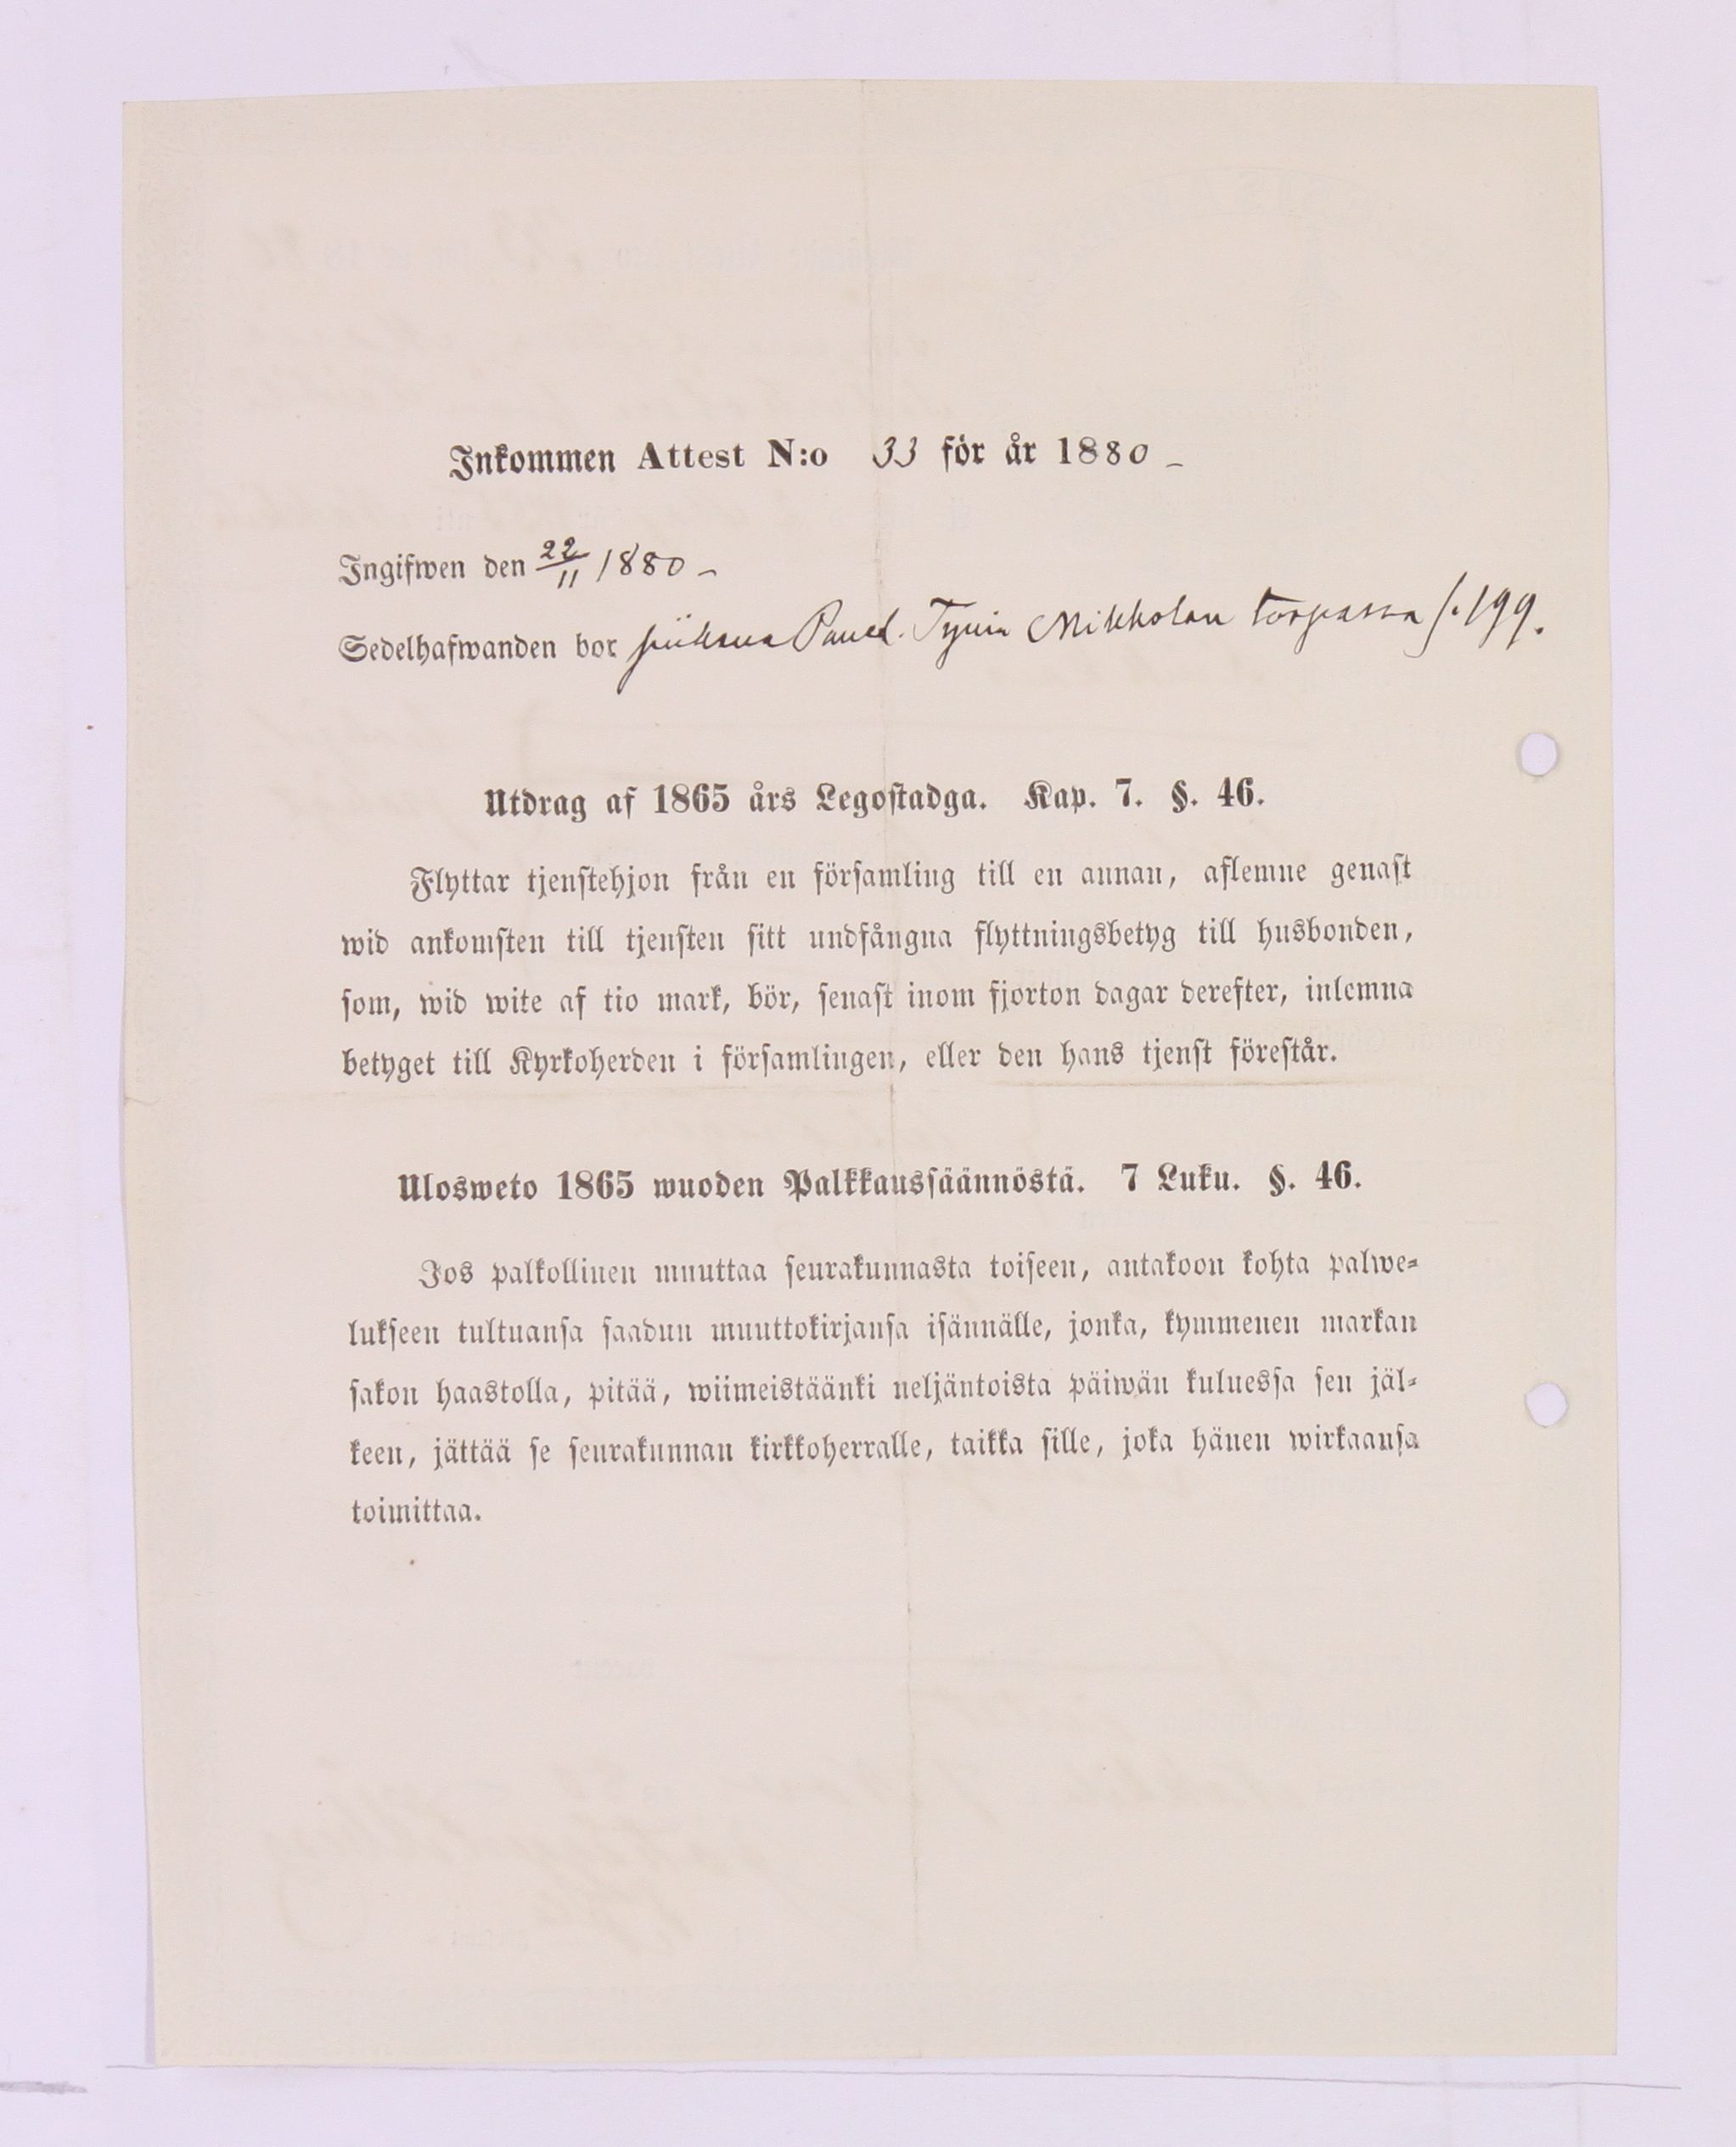 Inkommen Attest N:o 33 för år 1880 -
Ingifwen den 22/11 1880 -
Sedelhafwanden bor piikana Mikkolan torpassa s. 199.
Utdrag af 1865 års Legostadga. Kap. 7. §. 46.
Flyttar tjenstehjon från en församling till en annan, aflemne genast
wid ankomsten till tjensten sitt undfångna flyttningsbetyg till husbonden,
som, wid wite af tio mark, bör, senast inom fjorton dagar derefter, inlemna
betyget till Kyrkoherden i församlingen, eller den hans tjenst förestår.
Ulosweto 1865 wuoden Palkkaussäännöstä. 7 Luku. §. 46.
Jos palkollinen muuttaa seurakunnasta toiseen, antakoon kohta palwe-
lukseen tultuansa saadun muuttokirjansa isännälle, jonka, kymmenen markan
sakon haastolla, pitää, wiimeistäänki neljäntoista päiwän kuluessa sen jäl-
keen, jättää se seurakunnan kirkkoherralle, taikka sille, joka hänen wirkaansa
toimittaa.